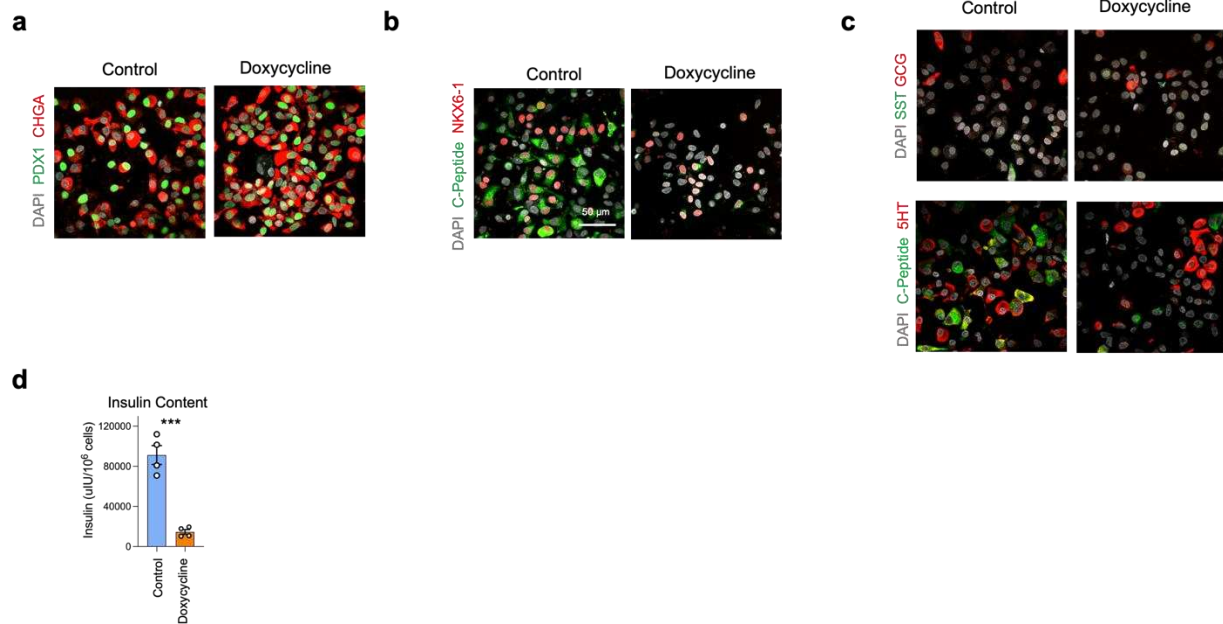 a
Control Doxycycline
DAPI PDX1 CHGA
b
Control Doxycycline
DAPI C-Peptide NKX6-1
50 µm
c
Control Doxycycline
DAPI SST GCG
DAPI C-Peptide 5HT
d
Insulin Content
***
Insulin (uIU/10⁶ cells)
120000
80000
40000
0
Control
Doxycycline